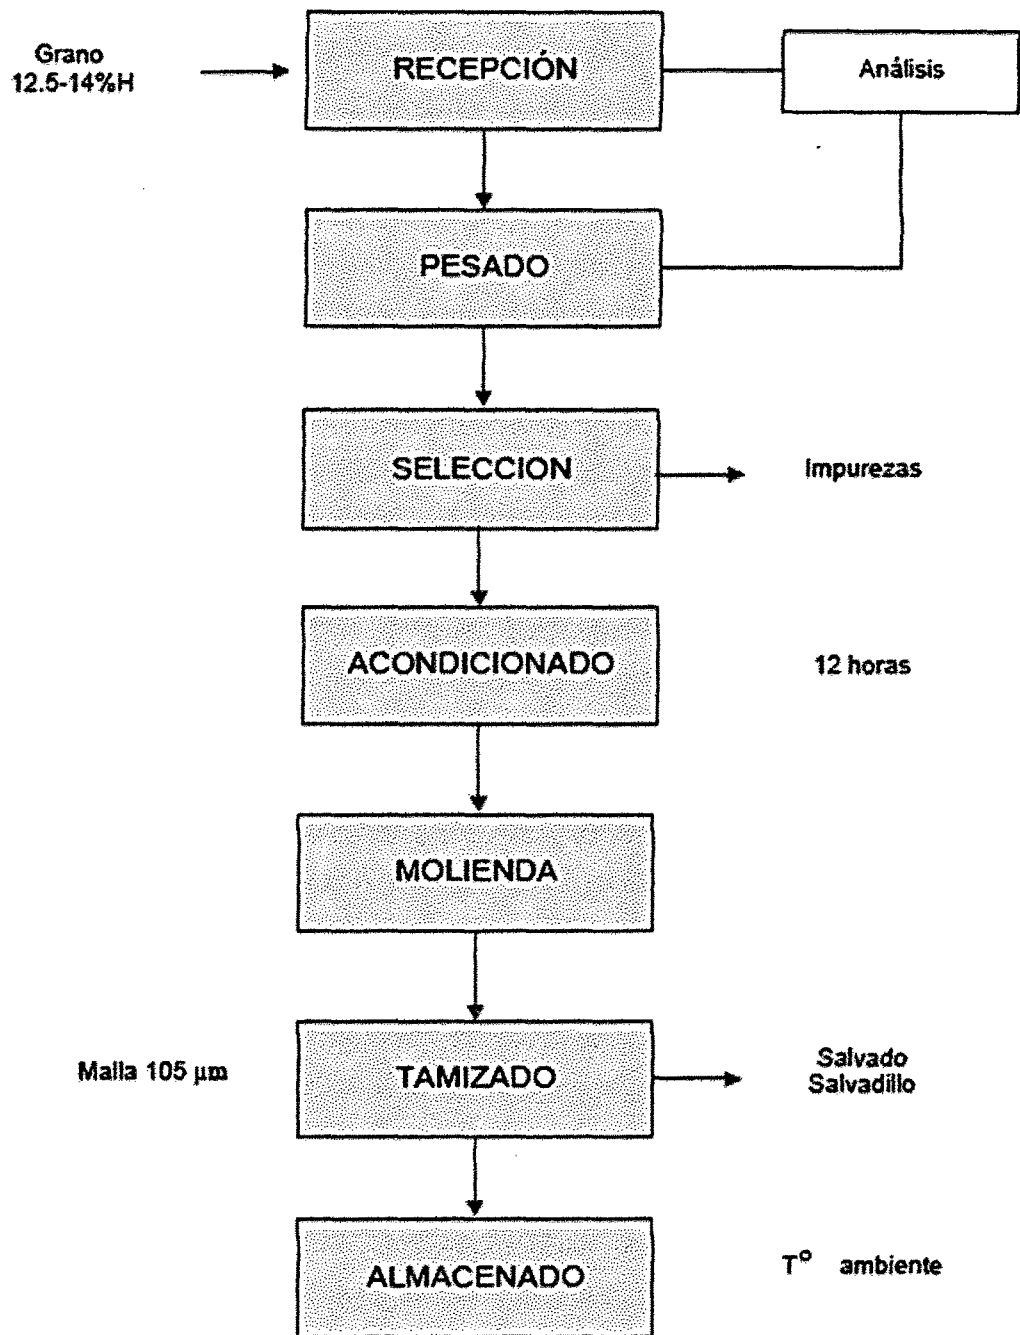 Grano
12.5-14%H
RECEPCIÓN
Análisis
PESADO
SELECCION
Impurezas
ACONDICIONADO
12 horas
MOLIENDA
Malla 105 µm
TAMIZADO
Salvado
Salvadillo
ALMACENADO
Tº ambiente